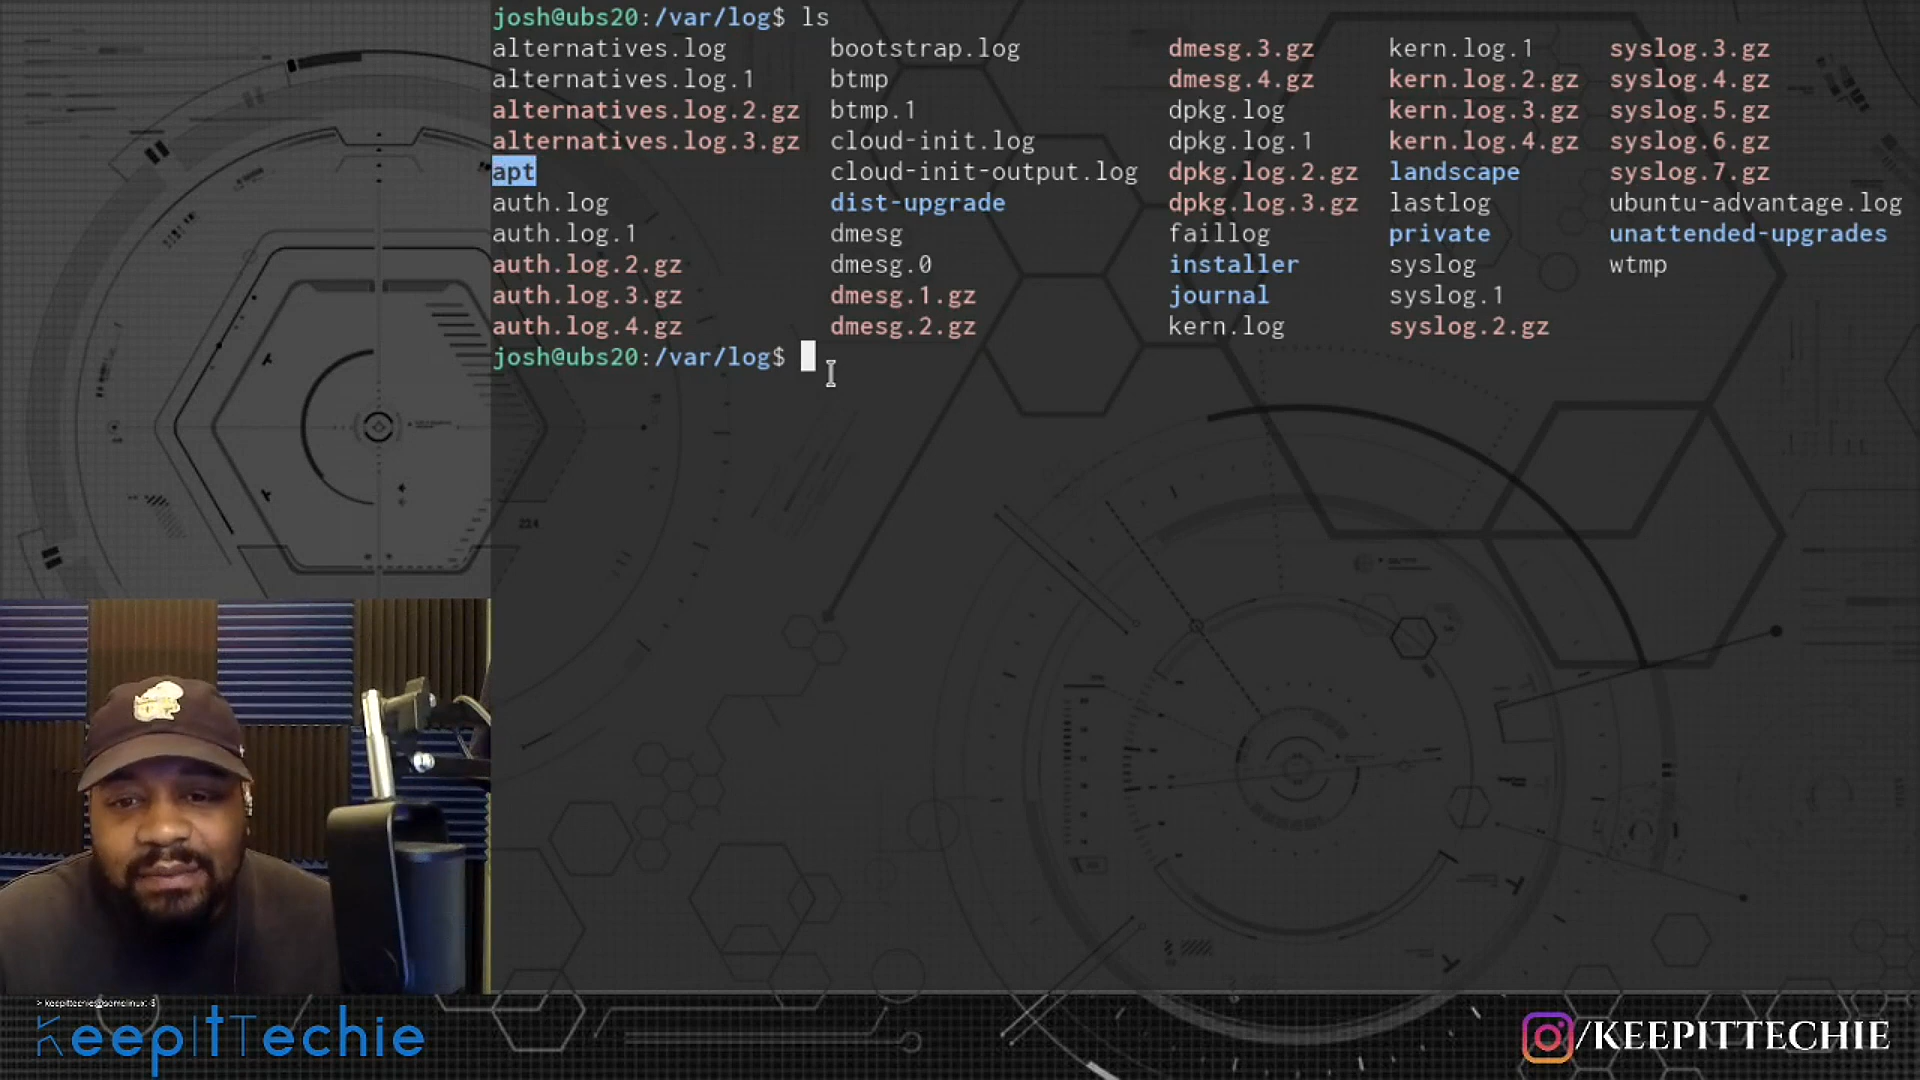 josh@ubs20:/var/log$ ls
alternatives.log bootstrap.log dmesg.3.gz kern.log.1 syslog.3.gz
alternatives.log.1 btmp dmesg.4.gz kern.log.2.gz syslog.4.gz
alternatives.log.2.gz btmp.1 dpkg.log kern.log.3.gz syslog.5.gz
alternatives.log.3.gz cloud-init.log dpkg.log.1 kern.log.4.gz syslog.6.gz
apt cloud-init-output.log dpkg.log.2.gz landscape syslog.7.gz
auth.log dist-upgrade dpkg.log.3.gz lastlog ubuntu-advantage.log
auth.log.1 dmesg faillog private unattended-upgrades
auth.log.2.gz dmesg.0 installer syslog wtmp
auth.log.3.gz dmesg.1.gz journal syslog.1
auth.log.4.gz dmesg.2.gz kern.log syslog.2.gz
josh@ubs20:/var/log$
224
> keepittechie@somelinux:~$
KeepItTechie
/KEEPITTECHIE